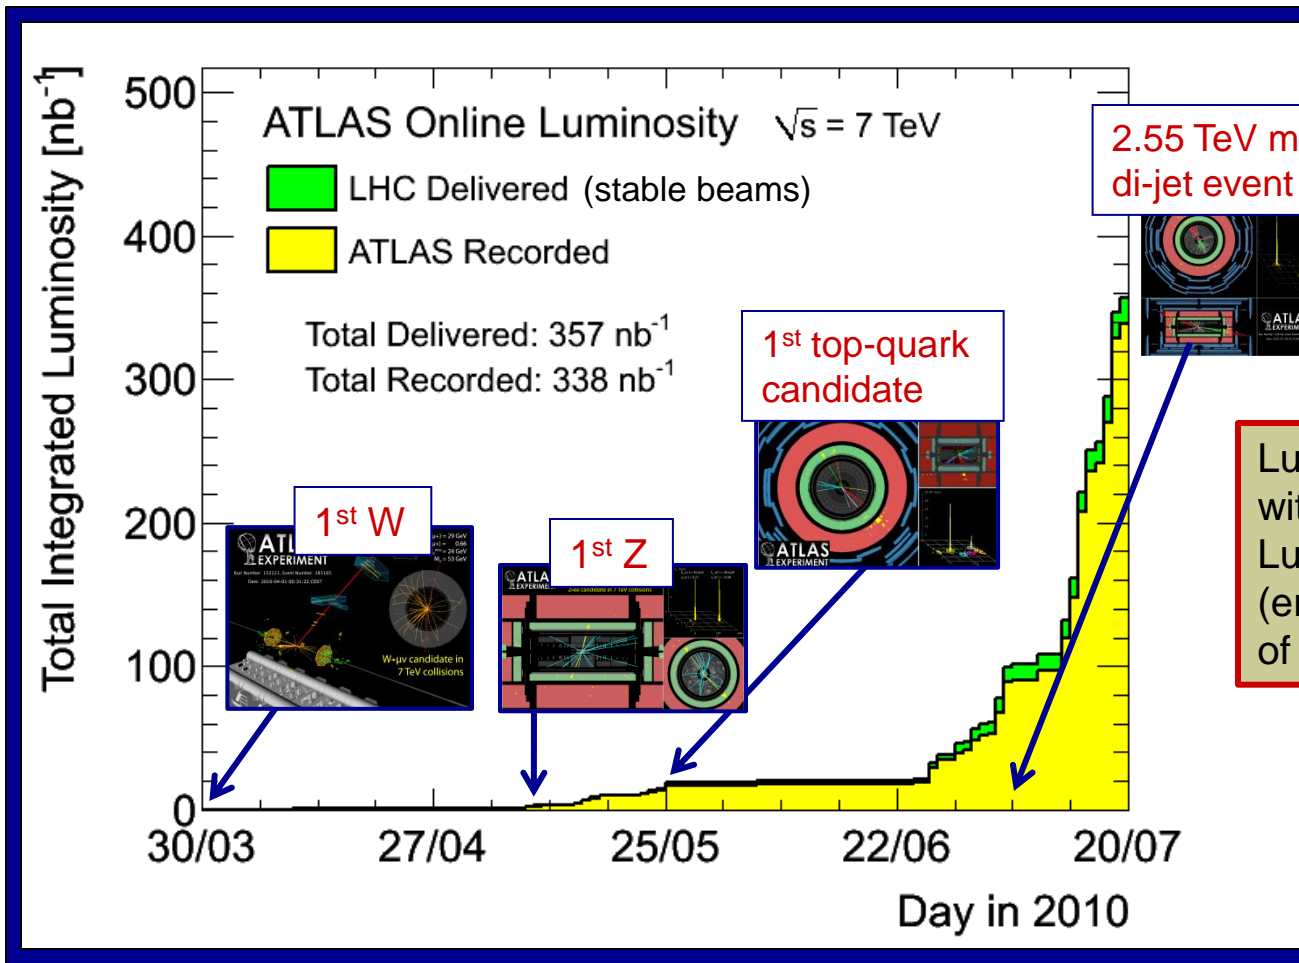 Total Integrated Luminosity [nb-1]
500
400
300
200
100
0
ATLAS Online Luminosity √s = 7 TeV
LHC Delivered (stable beams)
ATLAS Recorded
Total Delivered: 357 nb-1
Total Recorded: 338 nb-1
2.55 TeV
di-jet event
1st top-quark
candidate
ATLAS
EXPERIMENT
1st W
EXPERIMENT
W→μν candidate in
7 TeV collisions
1st Z
EXPERIMENT
of
30/03 27/04 25/05 22/06 20/07
Day in 2010